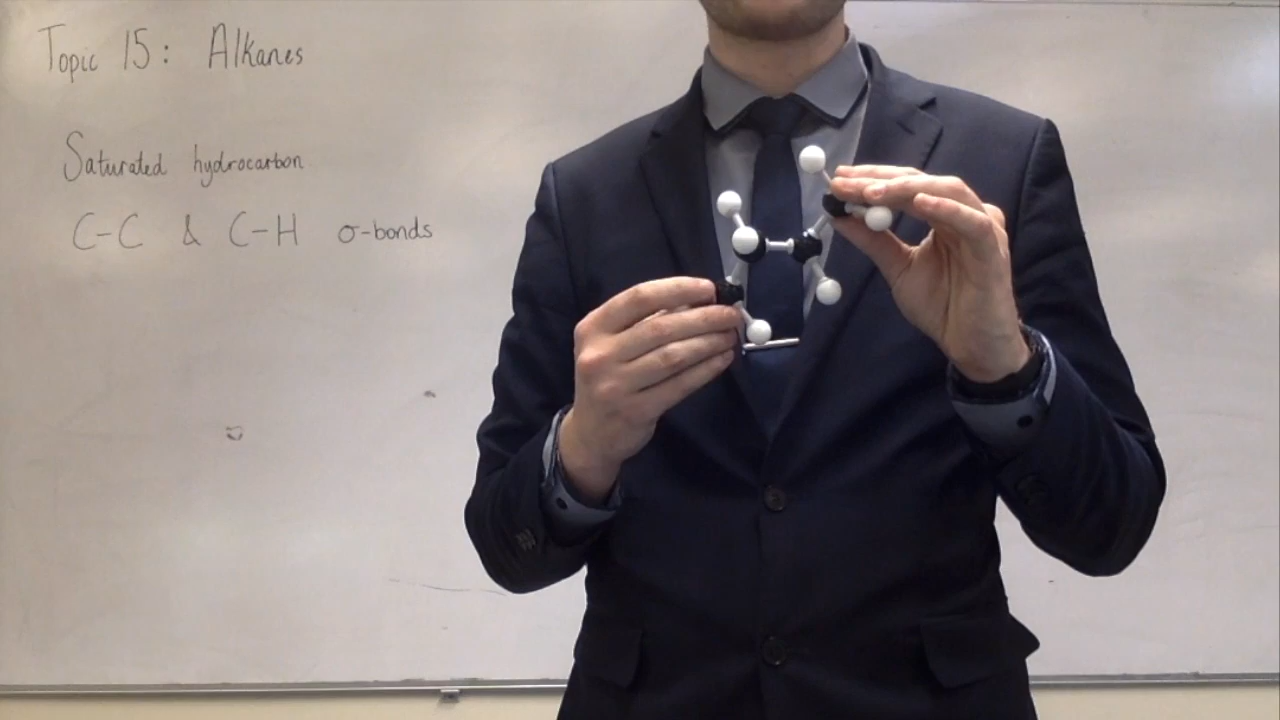 Topic 15: Alkanes
Saturated hydrocarbon
C-C & C-H σ-bonds